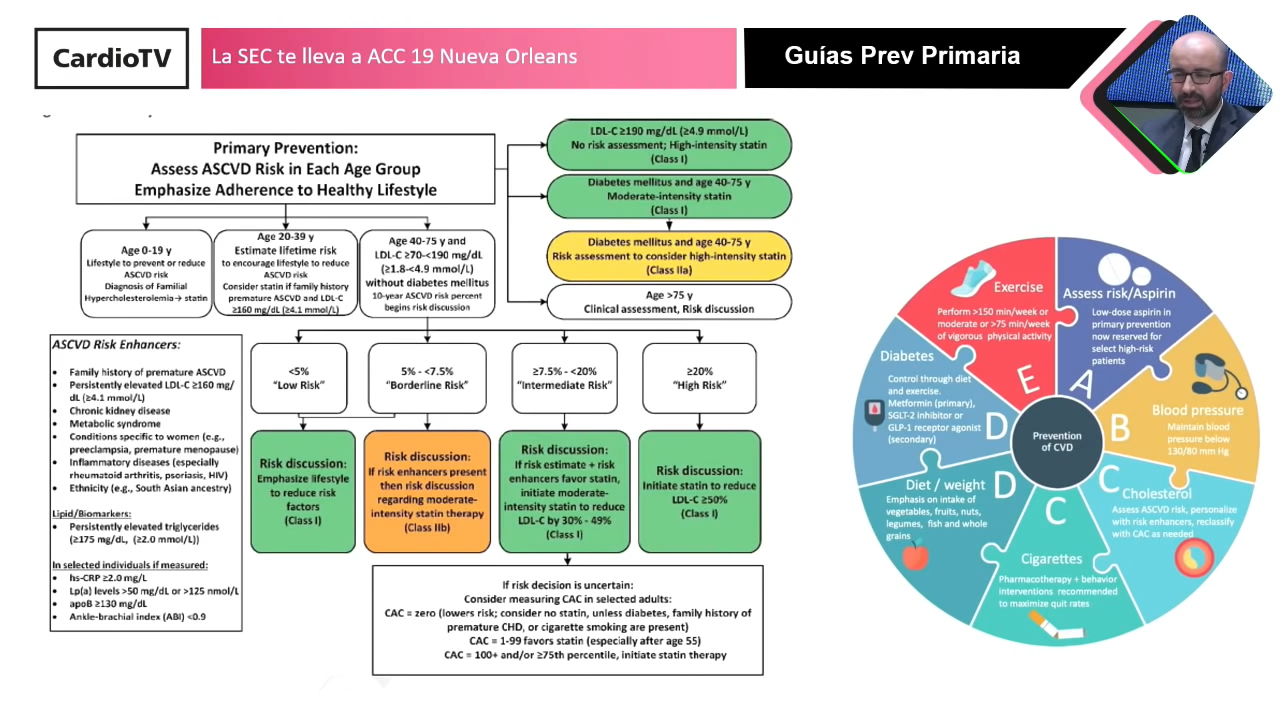 CardioTV
La SEC te lleva a ACC 19 Nueva Orleans
Guías Prev Primaria
Primary Prevention:
Assess ASCVD Risk in Each Age Group
Emphasize Adherence to Healthy Lifestyle
LDL-C ≥190 mg/dL (≥4.9 mmol/L)
No risk assessment; High-intensity statin
(Class I)
Diabetes mellitus and age 40-75 y
Moderate-intensity statin
(Class I)
Diabetes mellitus and age 40-75 y
Risk assessment to consider high-intensity statin
(Class IIa)
Age >75 y
Clinical assessment, Risk discussion
Age 0-19 y
Lifestyle to prevent or reduce
ASCVD risk
Diagnosis of Familial
Hypercholesterolemia→ statin
Age 20-39 y
Estimate lifetime risk
to encourage lifestyle to reduce
ASCVD risk
Consider statin if family history
premature ASCVD and LDL-C
≥160 mg/dL (≥4.1 mmol/L)
Age 40-75 y and
LDL-C ≥70-<190 mg/dL
(≥1.8-<4.9 mmol/L)
without diabetes mellitus
10-year ASCVD risk percent
begins risk discussion
ASCVD Risk Enhancers:
• Family history of premature ASCVD
• Persistently elevated LDL-C ≥160 mg/
dL (≥4.1 mmol/L)
• Chronic kidney disease
• Metabolic syndrome
• Conditions specific to women (e.g.,
preeclampsia, premature menopause)
• Inflammatory diseases (especially
rheumatoid arthritis, psoriasis, HIV)
• Ethnicity (e.g., South Asian ancestry)
Lipid/Biomarkers:
• Persistently elevated triglycerides
(≥175 mg/dL, (≥2.0 mmol/L))
In selected individuals if measured:
• hs-CRP ≥2.0 mg/L
• Lp(a) levels >50 mg/dL or >125 nmol/L
• apoB ≥130 mg/dL
• Ankle-brachial index (ABI) <0.9
<5%
“Low Risk”
5% - <7.5%
“Borderline Risk”
≥7.5% - <20%
“Intermediate Risk”
≥20%
“High Risk”
Risk discussion:
Emphasize lifestyle
to reduce risk
factors
(Class I)
Risk discussion:
If risk enhancers present
then risk discussion
regarding moderate-
intensity statin therapy
(Class IIb)
Risk discussion:
If risk estimate + risk
enhancers favor statin,
initiate moderate-
intensity statin to reduce
LDL-C by 30% - 49%
(Class I)
Risk discussion:
Initiate statin to reduce
LDL-C ≥50%
(Class I)
If risk decision is uncertain:
Consider measuring CAC in selected adults:
CAC = zero (lowers risk; consider no statin, unless diabetes, family history of
premature CHD, or cigarette smoking are present)
CAC = 1-99 favors statin (especially after age 55)
CAC = 100+ and/or ≥75th percentile, initiate statin therapy
Prevention
of CVD
A
Assess risk/Aspirin
Low-dose aspirin in
primary prevention
now reserved for
select high-risk
patients
B
Blood pressure
Maintain blood
pressure below
130/80 mm Hg
C
Cholesterol
Assess ASCVD risk, personalize
with risk enhancers, reclassify
with CAC as needed
C
Cigarettes
Pharmacotherapy + behavior
interventions recommended
to maximize quit rates
D
Diet / weight
Emphasis on intake of
vegetables, fruits, nuts,
legumes, fish and whole
grains
D
Diabetes
Control through diet
and exercise.
Metformin (primary),
SGLT-2 inhibitor or
GLP-1 receptor agonist
(secondary)
E
Exercise
Perform >150 min/week or
moderate or >75 min/week
of vigorous physical activity